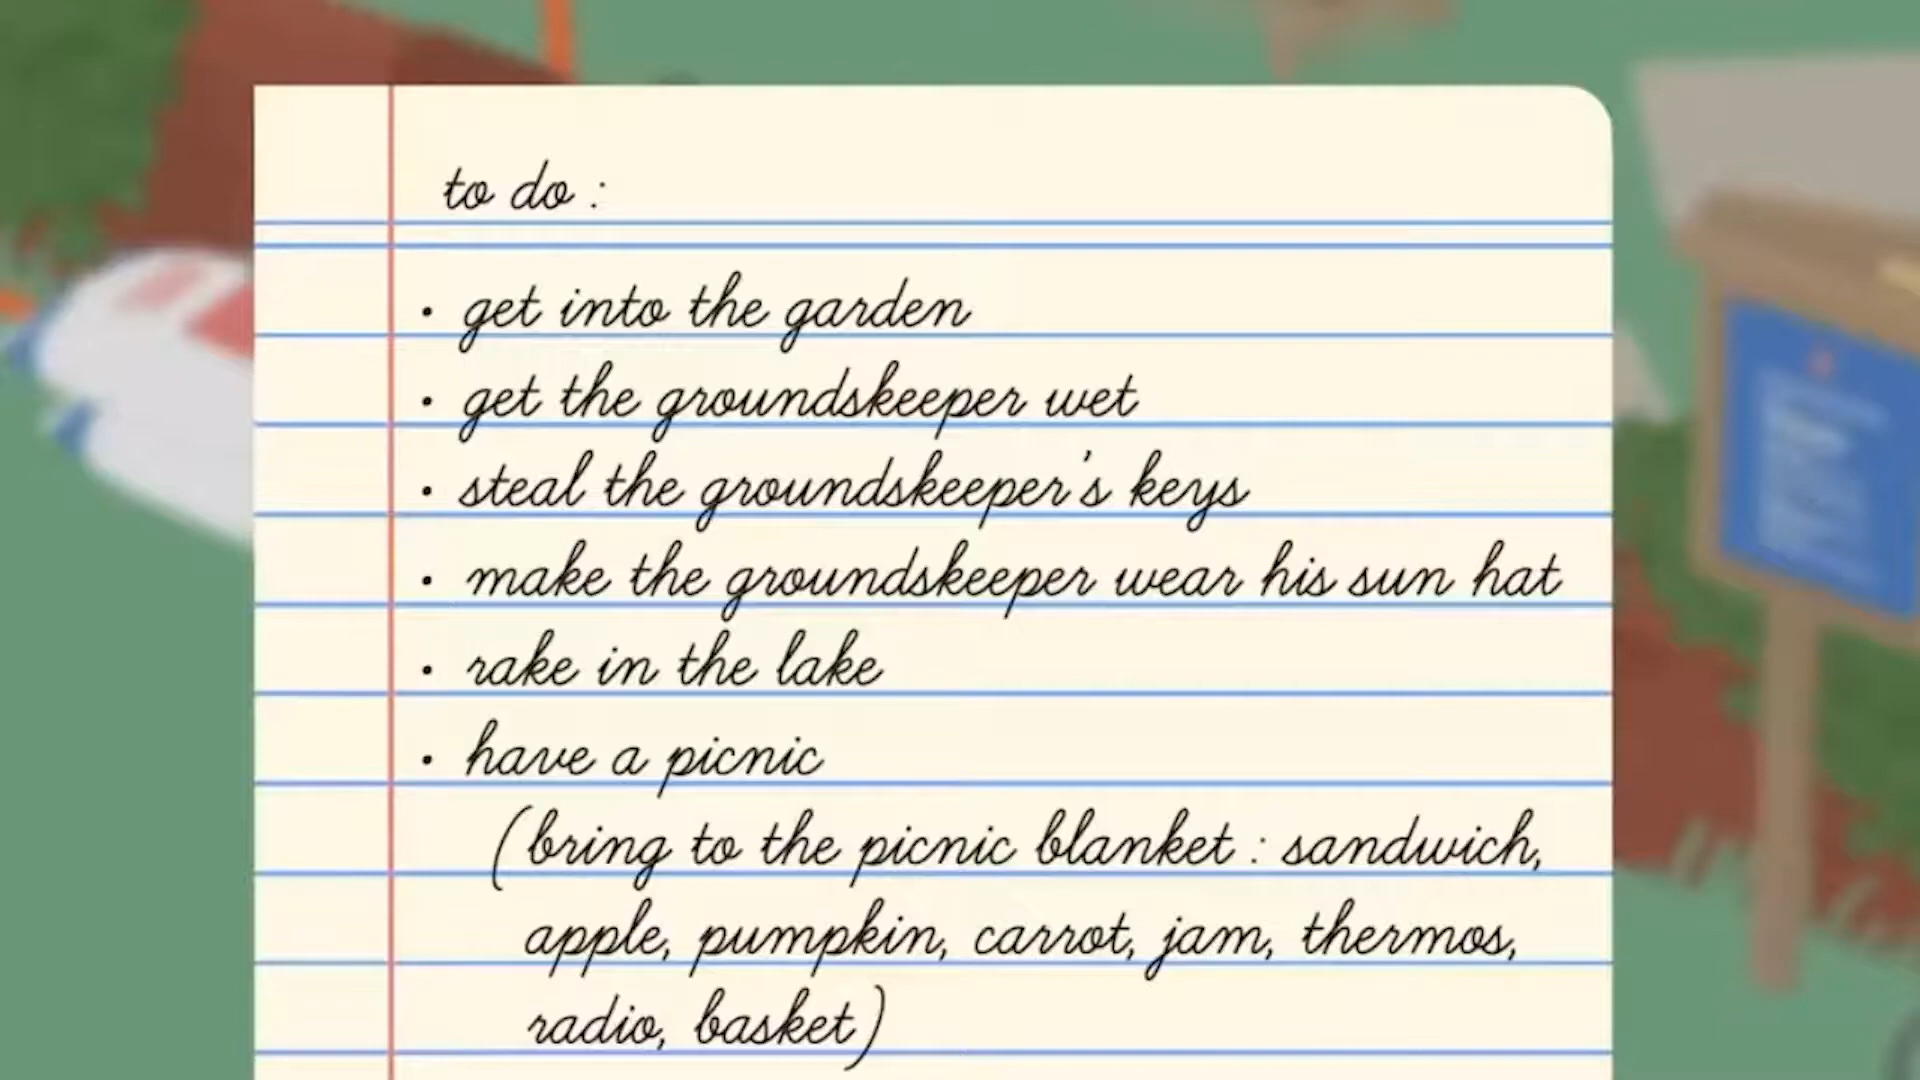 to do :
• get into the garden
• get the groundskeeper wet
• steal the groundskeeper's keys
• make the groundskeeper wear his sun hat
• rake in the lake
• have a picnic
(bring to the picnic blanket : sandwich,
apple, pumpkin, carrot, jam, thermos,
radio, basket)